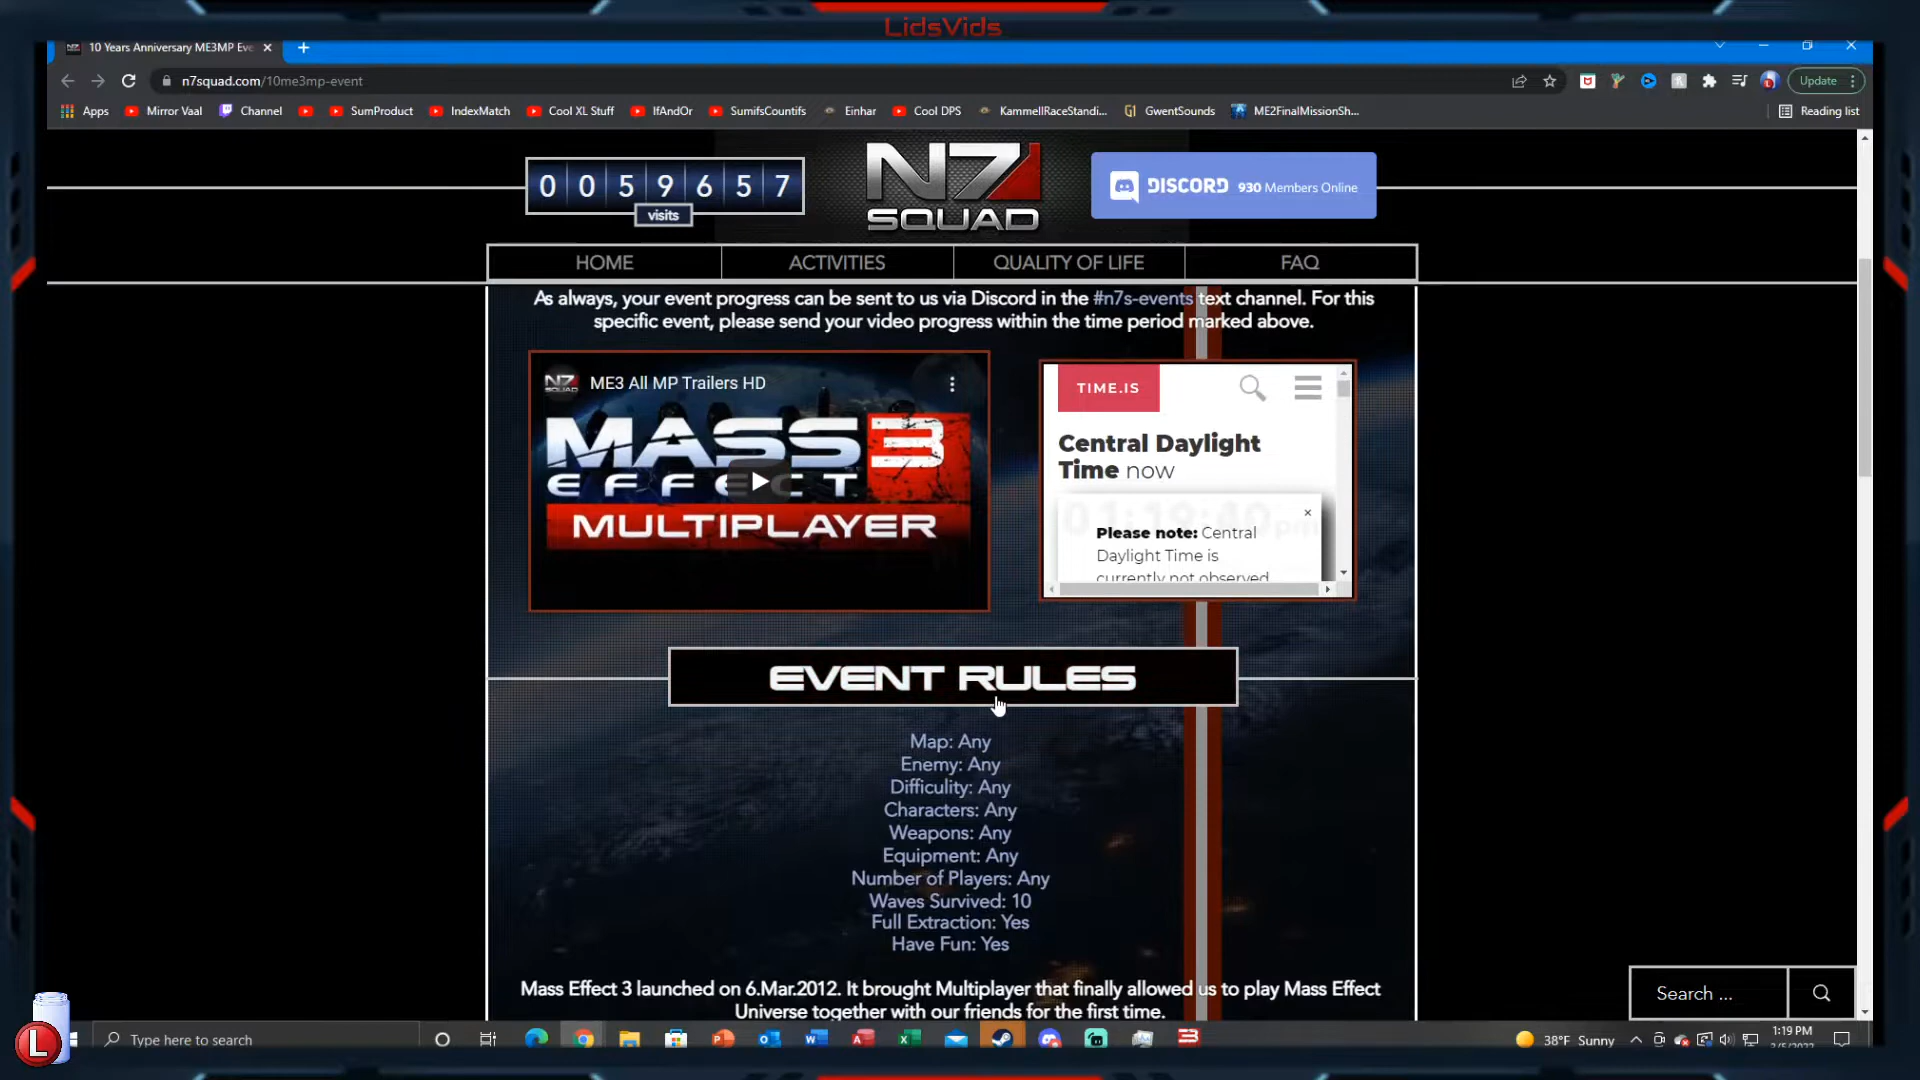 LidsVids
10 Years Anniversary ME3MP Eve
n7squad.com/10me3mp-event
Update
Apps
Mirror Vaal
Channel
SumProduct
IndexMatch
Cool XL Stuff
IfAndOr
SumifsCountifs
Einhar
Cool DPS
KammellRaceStandi...
GwentSounds
ME2FinalMissionSh...
Reading list
0059657
visits
N7
SQUAD
DISCORD 930 Members Online
HOME
ACTIVITIES
QUALITY OF LIFE
FAQ
As always, your event progress can be sent to us via Discord in the #n7s-events text channel. For this
specific event, please send your video progress within the time period marked above.
ME3 All MP Trailers HD
MASS 3
EFFECT
MULTIPLAYER
TIME.IS
Central Daylight
Time now
Please note: Central
Daylight Time is
currently not observed
EVENT RULES
Map: Any
Enemy: Any
Difficulity: Any
Characters: Any
Weapons: Any
Equipment: Any
Number of Players: Any
Waves Survived: 10
Full Extraction: Yes
Have Fun: Yes
Mass Effect 3 launched on 6.Mar.2012. It brought Multiplayer that finally allowed us to play Mass Effect
Universe together with our friends for the first time.
Search ...
L
Type here to search
38°F Sunny
1:19 PM